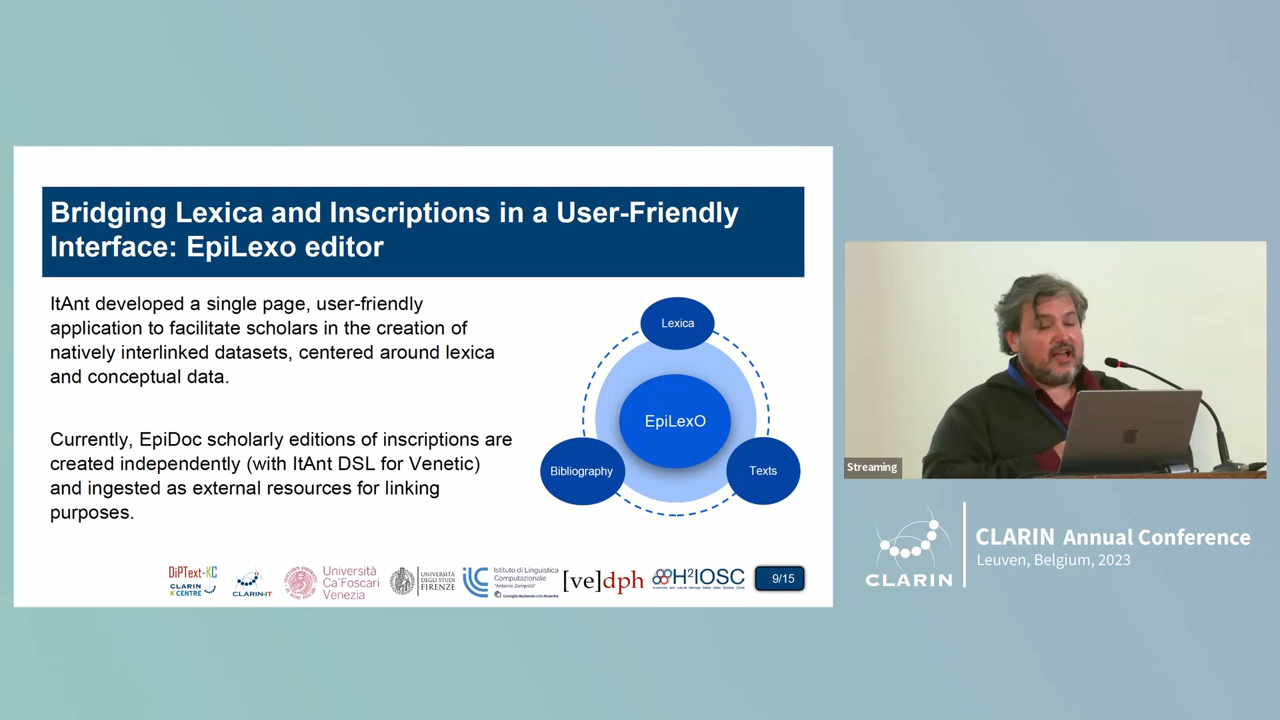 Bridging Lexica and Inscriptions in a User-Friendly
Interface: EpiLexo editor
ItAnt developed a single page, user-friendly
application to facilitate scholars in the creation of
natively interlinked datasets, centered around lexica
and conceptual data.
Currently, EpiDoc scholarly editions of inscriptions are
created independently (with ItAnt DSL for Venetic)
and ingested as external resources for linking
purposes.
Lexica
EpiLexO
Bibliography
Texts
DiPText-KC
CLARIN
K CENTRE
CLARIN-IT
Università
Ca'Foscari
Venezia
UNIVERSITÀ
DEGLI STUDI
FIRENZE
Istituto di Linguistica
Computazionale
"Antonio Zampolli"
Consiglio Nazionale delle Ricerche
[ve]dph
H2IOSC
9/15
Streaming
CLARIN
CLARIN Annual Conference
Leuven, Belgium, 2023